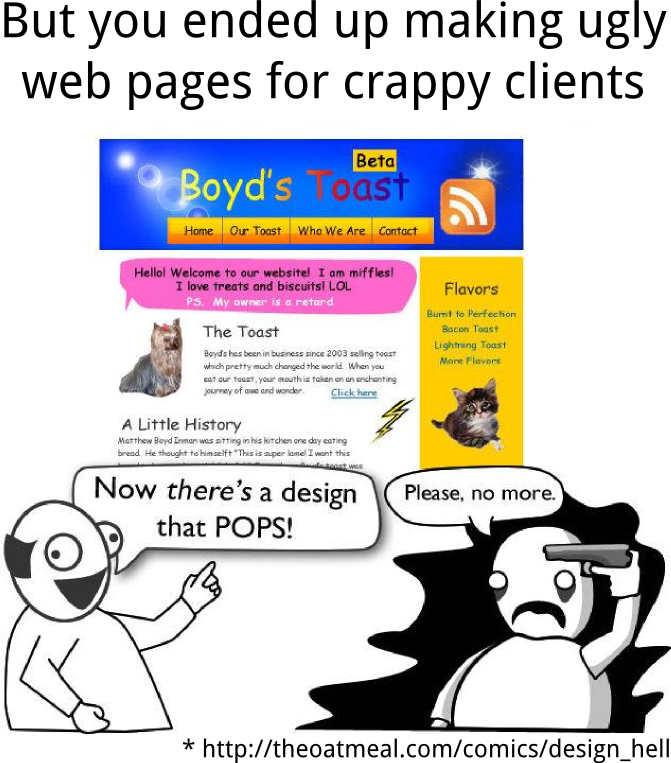 But you ended up making ugly
web pages for crappy clients
Beta
Boyd's Toast
Home Our Toast Who We Are Contact
Hello! Welcome to our website! I am miffles!
I love treats and biscuits! LOL
PS. My owner is a retard
Flavors
Burnt to Perfection
Bacon Toast
Lightning Toast
More Flavors
The Toast
Boyd's has been in business since 2003 selling toast
which pretty much changed the world. When you
eat our toast, your mouth is taken on an enchanting
journey of awe and wonder. Click here
A Little History
Matthew Boyd Inman was sitting in his kitchen one day eating
bread. He thought to himselft "This is super lame! I want this
toast was
Now there's a design
that POPS!
Please, no more.
* http://theoatmeal.com/comics/design_hell